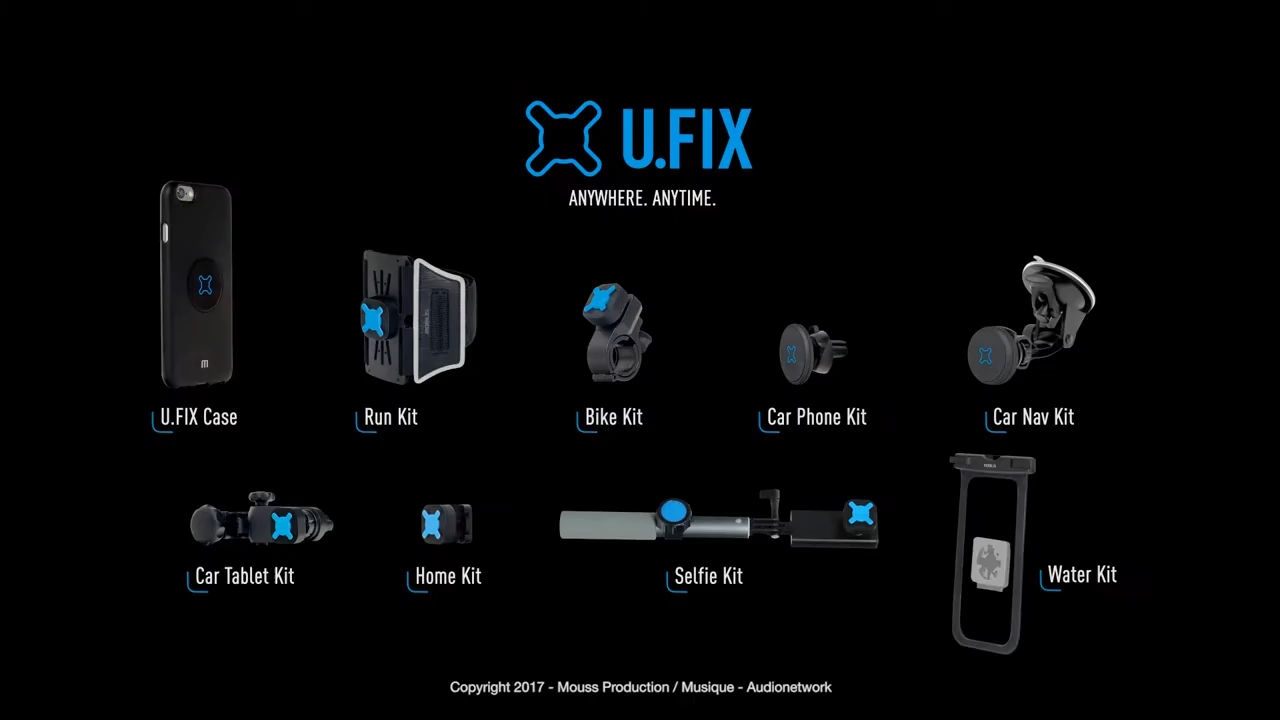 U.FIX
ANYWHERE. ANYTIME.
M
U.FIX Case
Run Kit
Bike Kit
Car Phone Kit
Car Nav Kit
Car Tablet Kit
Home Kit
Selfie Kit
Water Kit
Copyright 2017 - Mouss Production / Musique - Audionetwork